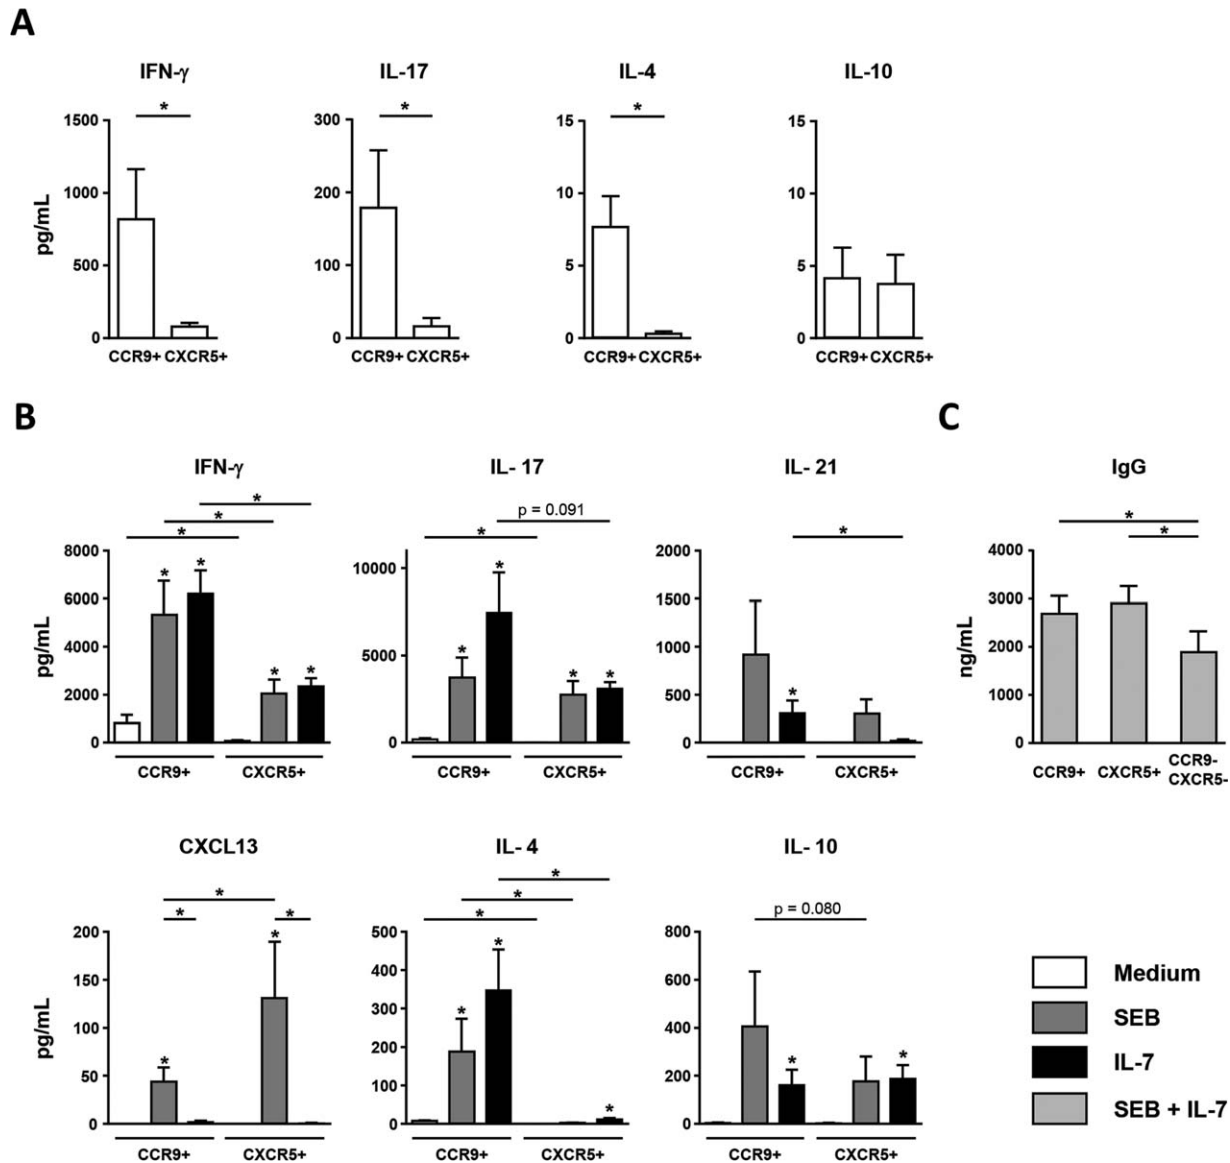 A
IFN-γ IL-17 IL-4 IL-10
* * *
1500 300 15 15
1000 200 10 10
500 100 5 5
0 0 0 0
pg/mL
CCR9+ CXCR5+ CCR9+ CXCR5+ CCR9+ CXCR5+ CCR9+ CXCR5+
B
IFN-γ IL- 17 IL- 21
* * * * p = 0.091 *
8000 10000 2000
6000 5000 1500
4000 0 1000
2000 500
0 0
pg/mL
* * * * * * * * *
CCR9+ CXCR5+ CCR9+ CXCR5+ CCR9+ CXCR5+
C
IgG
* *
4000
3000
2000
1000
0
ng/mL
CCR9+ CXCR5+ CCR9-
CXCR5-
CXCL13 IL- 4 IL- 10
* * * * * * p = 0.080
200 500 800
150 400 600
100 300 400
50 200 200
0 100 0
0
pg/mL
* * * * * * *
CCR9+ CXCR5+ CCR9+ CXCR5+ CCR9+ CXCR5+
Medium
SEB
IL-7
SEB + IL-7